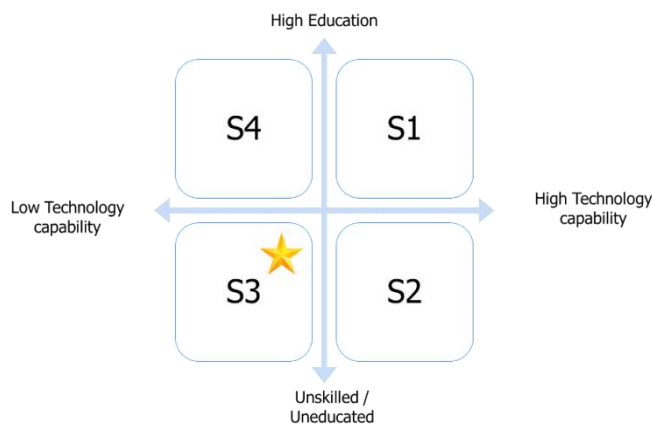 High Education
S4
S1
Low Technology
capability
High Technology
capability
S3
S2
Unskilled /
Uneducated